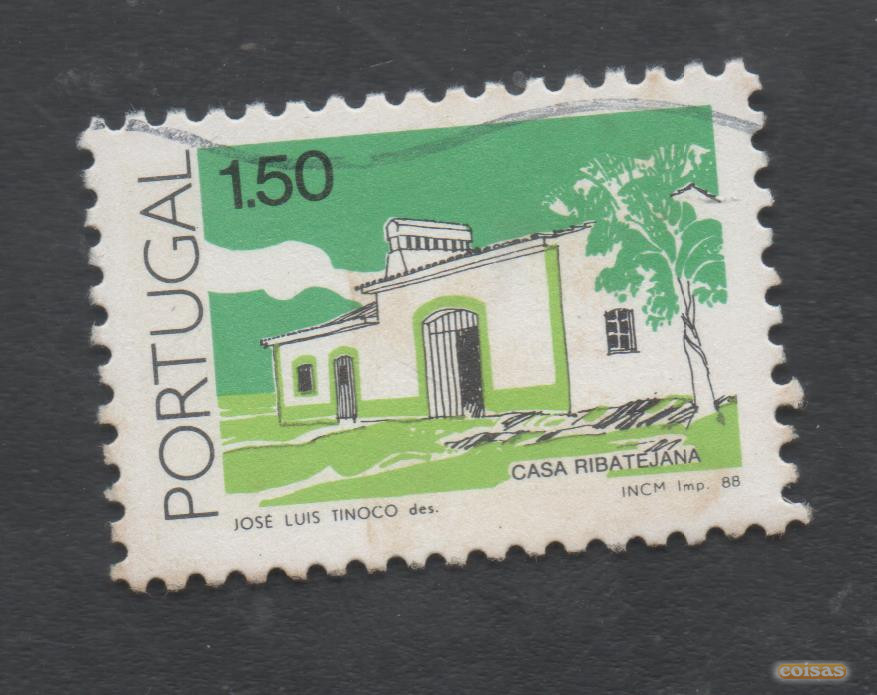 PORTUGAL
1.50
CASA RIBATEJANA
JOSÉ LUIS TINOCO des.
INCM Imp. 88
coisas